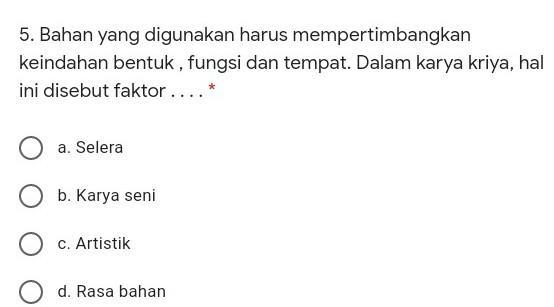 5. Bahan yang digunakan harus mempertimbangkan
keindahan bentuk , fungsi dan tempat. Dalam karya kriya, hal
ini disebut faktor . . . . *
a. Selera
b. Karya seni
c. Artistik
d. Rasa bahan